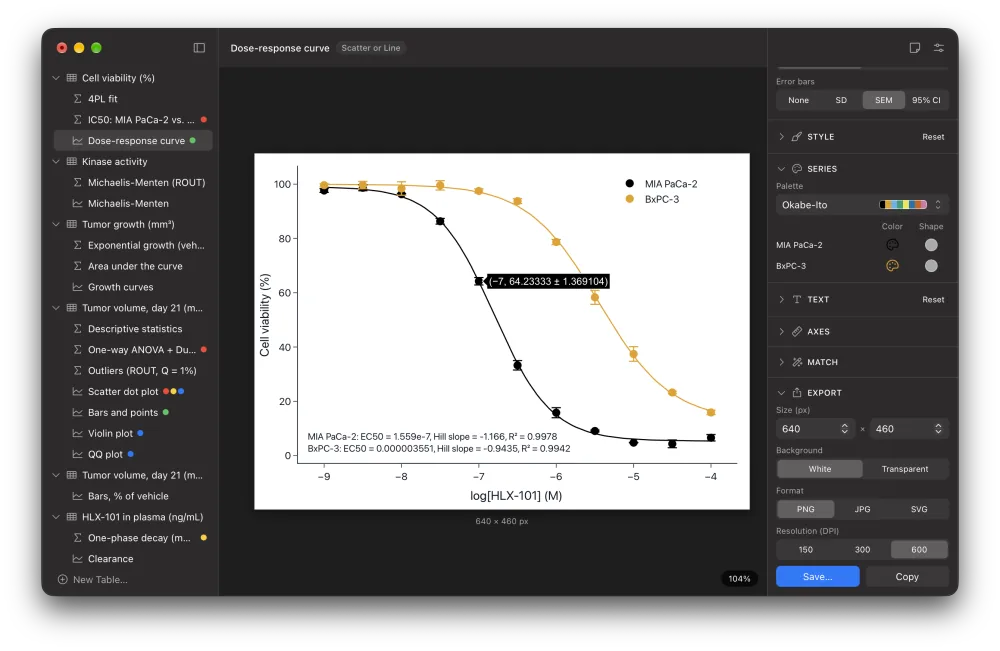 Cell viability (%)
4PL fit
IC50: MIA PaCa-2 vs. ...
Dose-response curve
Kinase activity
Michaelis-Menten (ROUT)
Michaelis-Menten
Tumor growth (mm³)
Exponential growth (veh...
Area under the curve
Growth curves
Tumor volume, day 21 (m...
Descriptive statistics
One-way ANOVA + Du...
Outliers (ROUT, Q = 1%)
Scatter dot plot
Bars and points
Violin plot
QQ plot
Tumor volume, day 21 (m...
Bars, % of vehicle
HLX-101 in plasma (ng/mL)
One-phase decay (m...
Clearance
New Table...
Dose-response curve Scatter or Line
Cell viability (%)
100
80
60
40
20
0
MIA PaCa-2
BxPC-3
(−7, 64.23333 ± 1.369104)
MIA PaCa-2: EC50 = 1.559e-7, Hill slope = -1.166, R² = 0.9978
BxPC-3: EC50 = 0.000003551, Hill slope = -0.9435, R² = 0.9942
−9 −8 −7 −6 −5 −4
log[HLX-101] (M)
640 × 460 px
104%
Error bars
None SD SEM 95% CI
STYLE Reset
SERIES
Palette
Okabe-Ito
Color Shape
MIA PaCa-2
BxPC-3
TEXT Reset
AXES
MATCH
EXPORT
Size (px)
640 × 460
Background
White Transparent
Format
PNG JPG SVG
Resolution (DPI)
150 300 600
Save... Copy